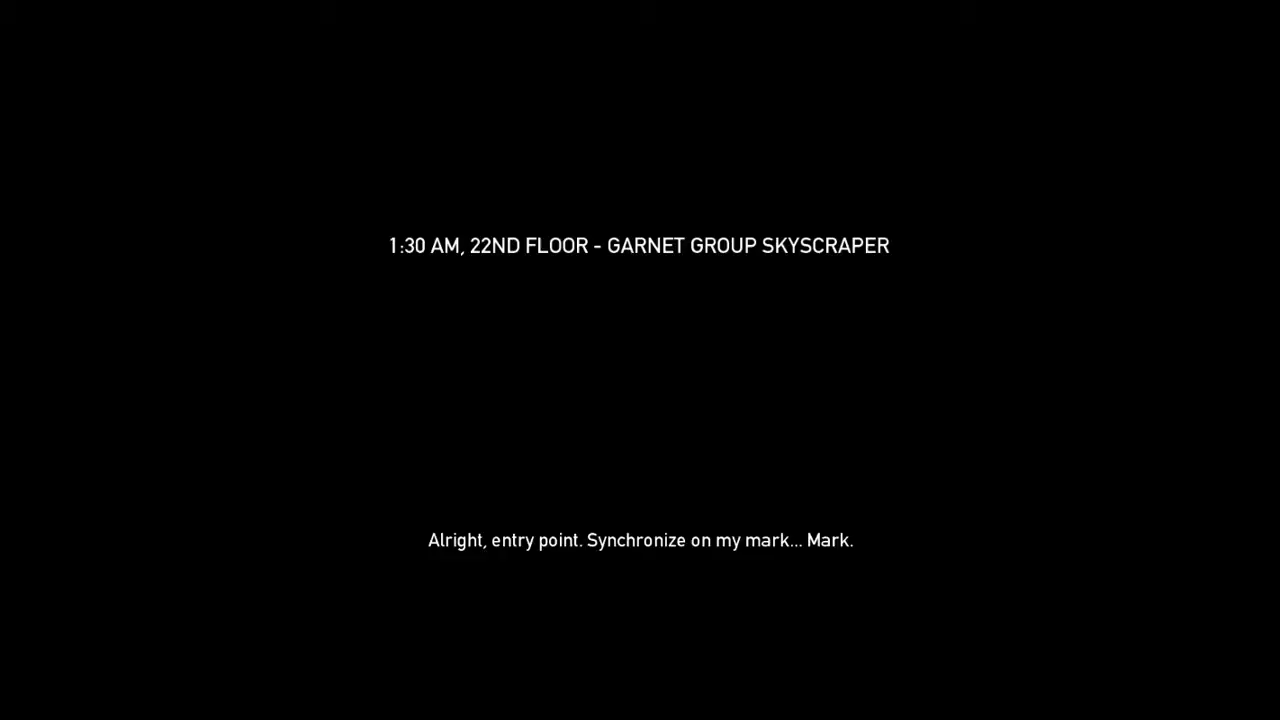 1:30 AM, 22ND FLOOR - GARNET GROUP SKYSCRAPER
Alright, entry point. Synchronize on my mark... Mark.